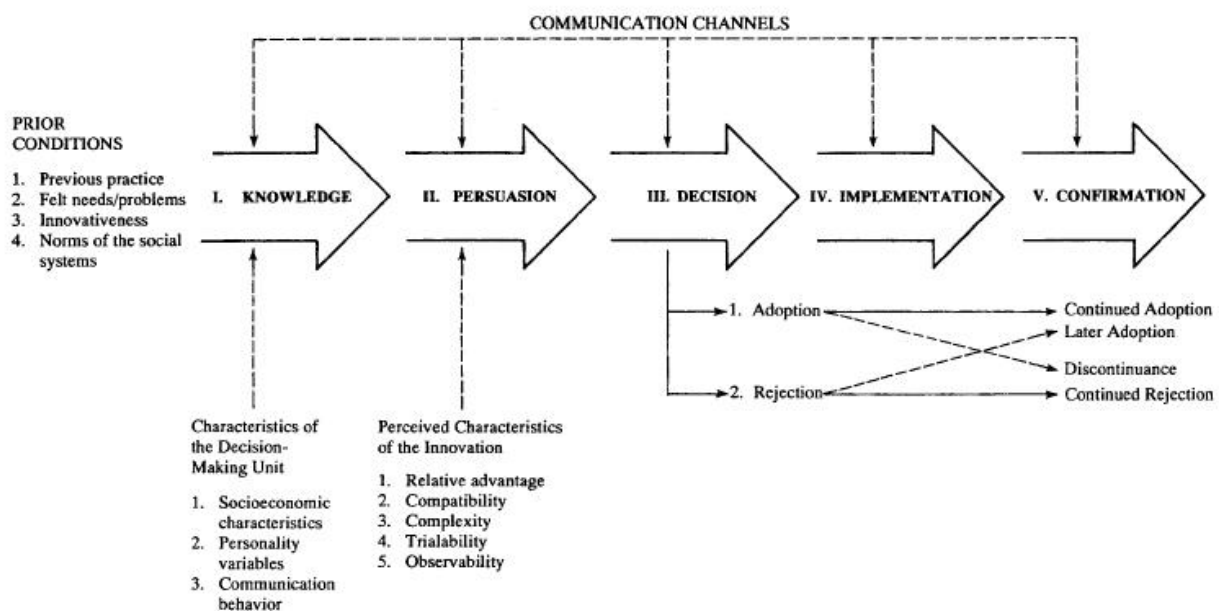 COMMUNICATION CHANNELS
PRIOR
CONDITIONS
1. Previous practice
2. Felt needs/problems
3. Innovativeness
4. Norms of the social
systems
I. KNOWLEDGE
II. PERSUASION
III. DECISION
IV. IMPLEMENTATION
V. CONFIRMATION
1. Adoption
2. Rejection
Continued Adoption
Later Adoption
Discontinuance
Continued Rejection
Characteristics of
the Decision-
Making Unit
1. Socioeconomic
characteristics
2. Personality
variables
3. Communication
behavior
Perceived Characteristics
of the Innovation
1. Relative advantage
2. Compatibility
3. Complexity
4. Trialability
5. Observability